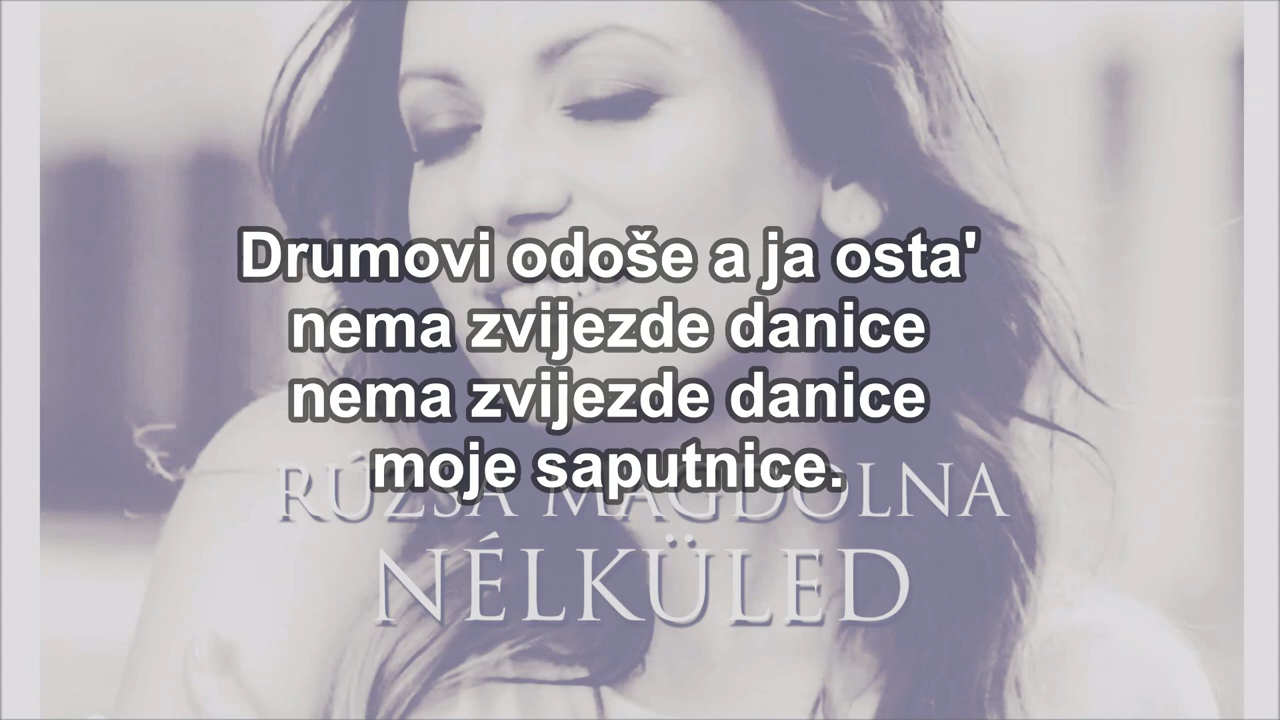 Drumovi odoše a ja osta'
nema zvijezde danice
nema zvijezde danice
moje saputnice.
RÚZSA MAGDOLNA
NÉLKÜLED